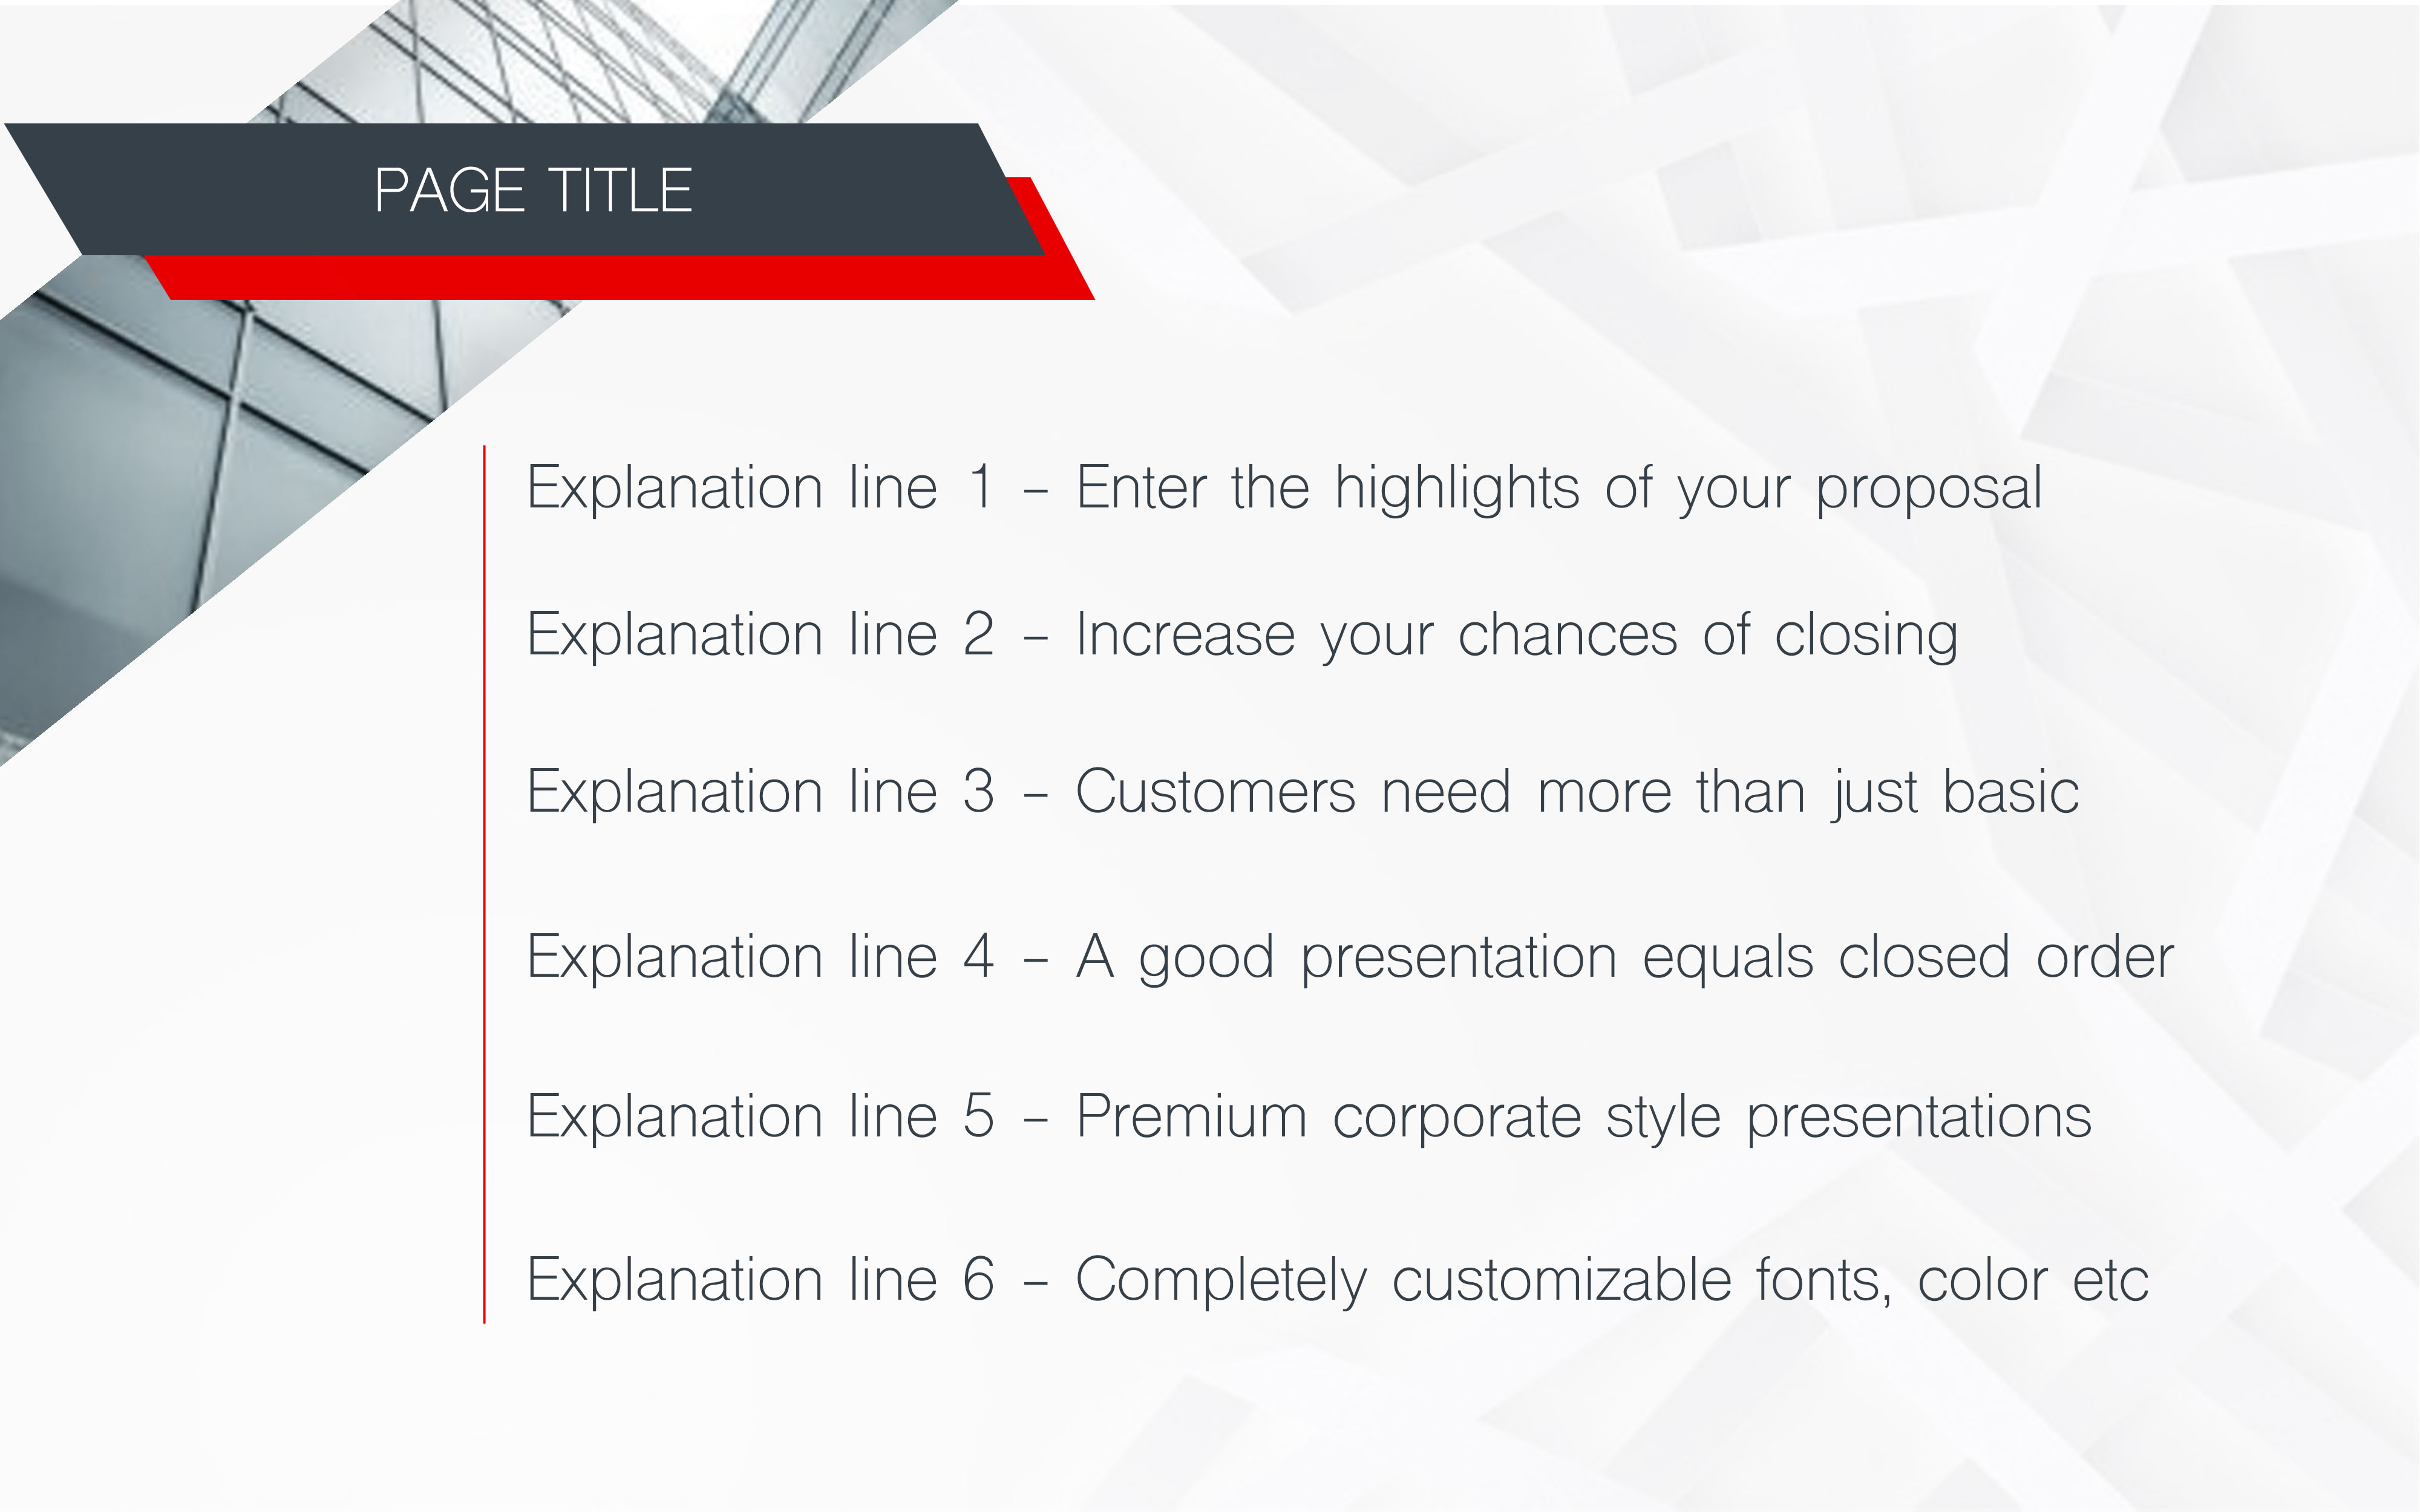 PAGE TITLE
Explanation line 1 – Enter the highlights of your proposal
Explanation line 2 – Increase your chances of closing
Explanation line 3 – Customers need more than just basic
Explanation line 4 – A good presentation equals closed order
Explanation line 5 – Premium corporate style presentations
Explanation line 6 – Completely customizable fonts, color etc